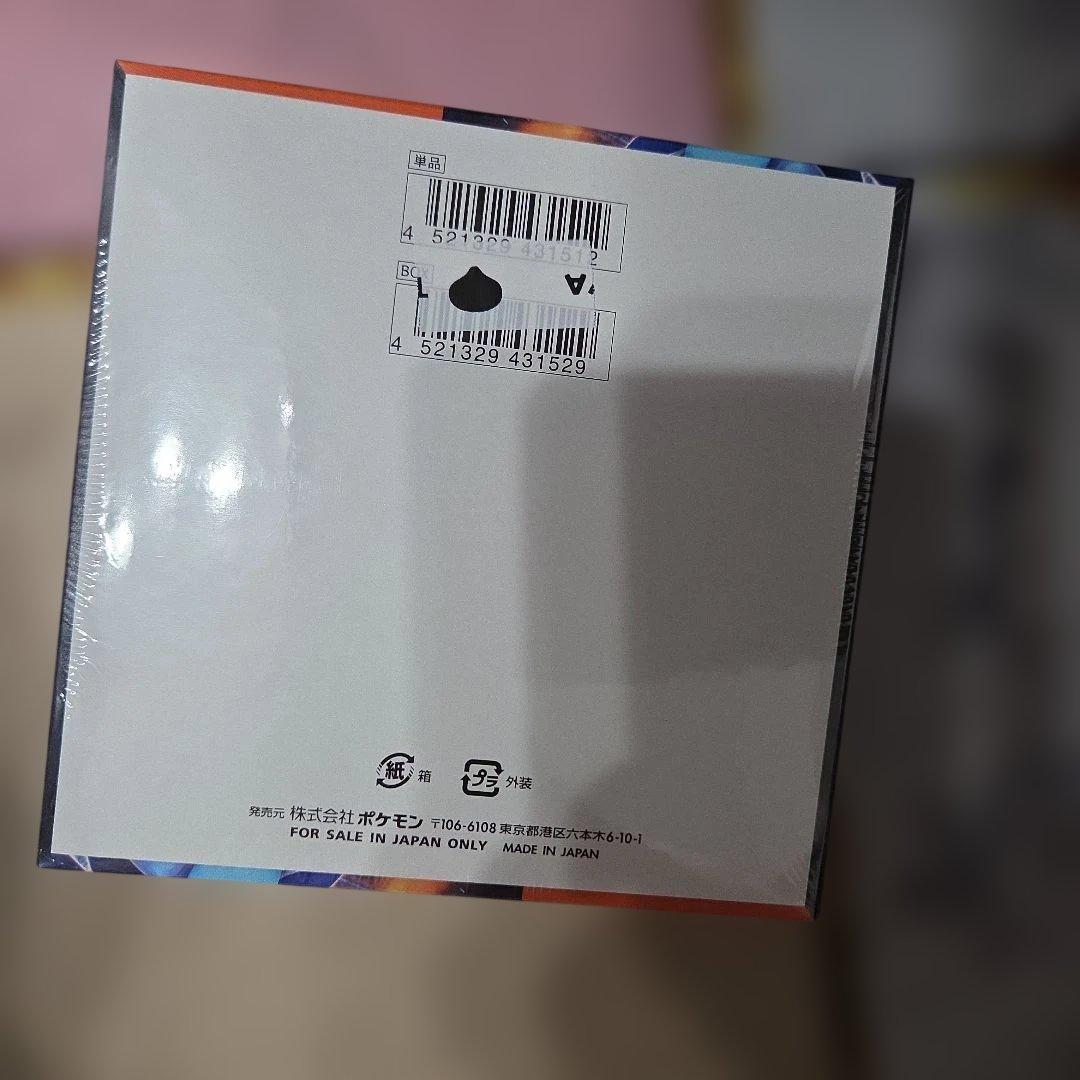 単品
4 521329 431512
BOX
4 521329 431529
紙 箱 プラ 外装
発売元 株式会社ポケモン 〒106-6108 東京都港区六本木6-10-1
FOR SALE IN JAPAN ONLY MADE IN JAPAN